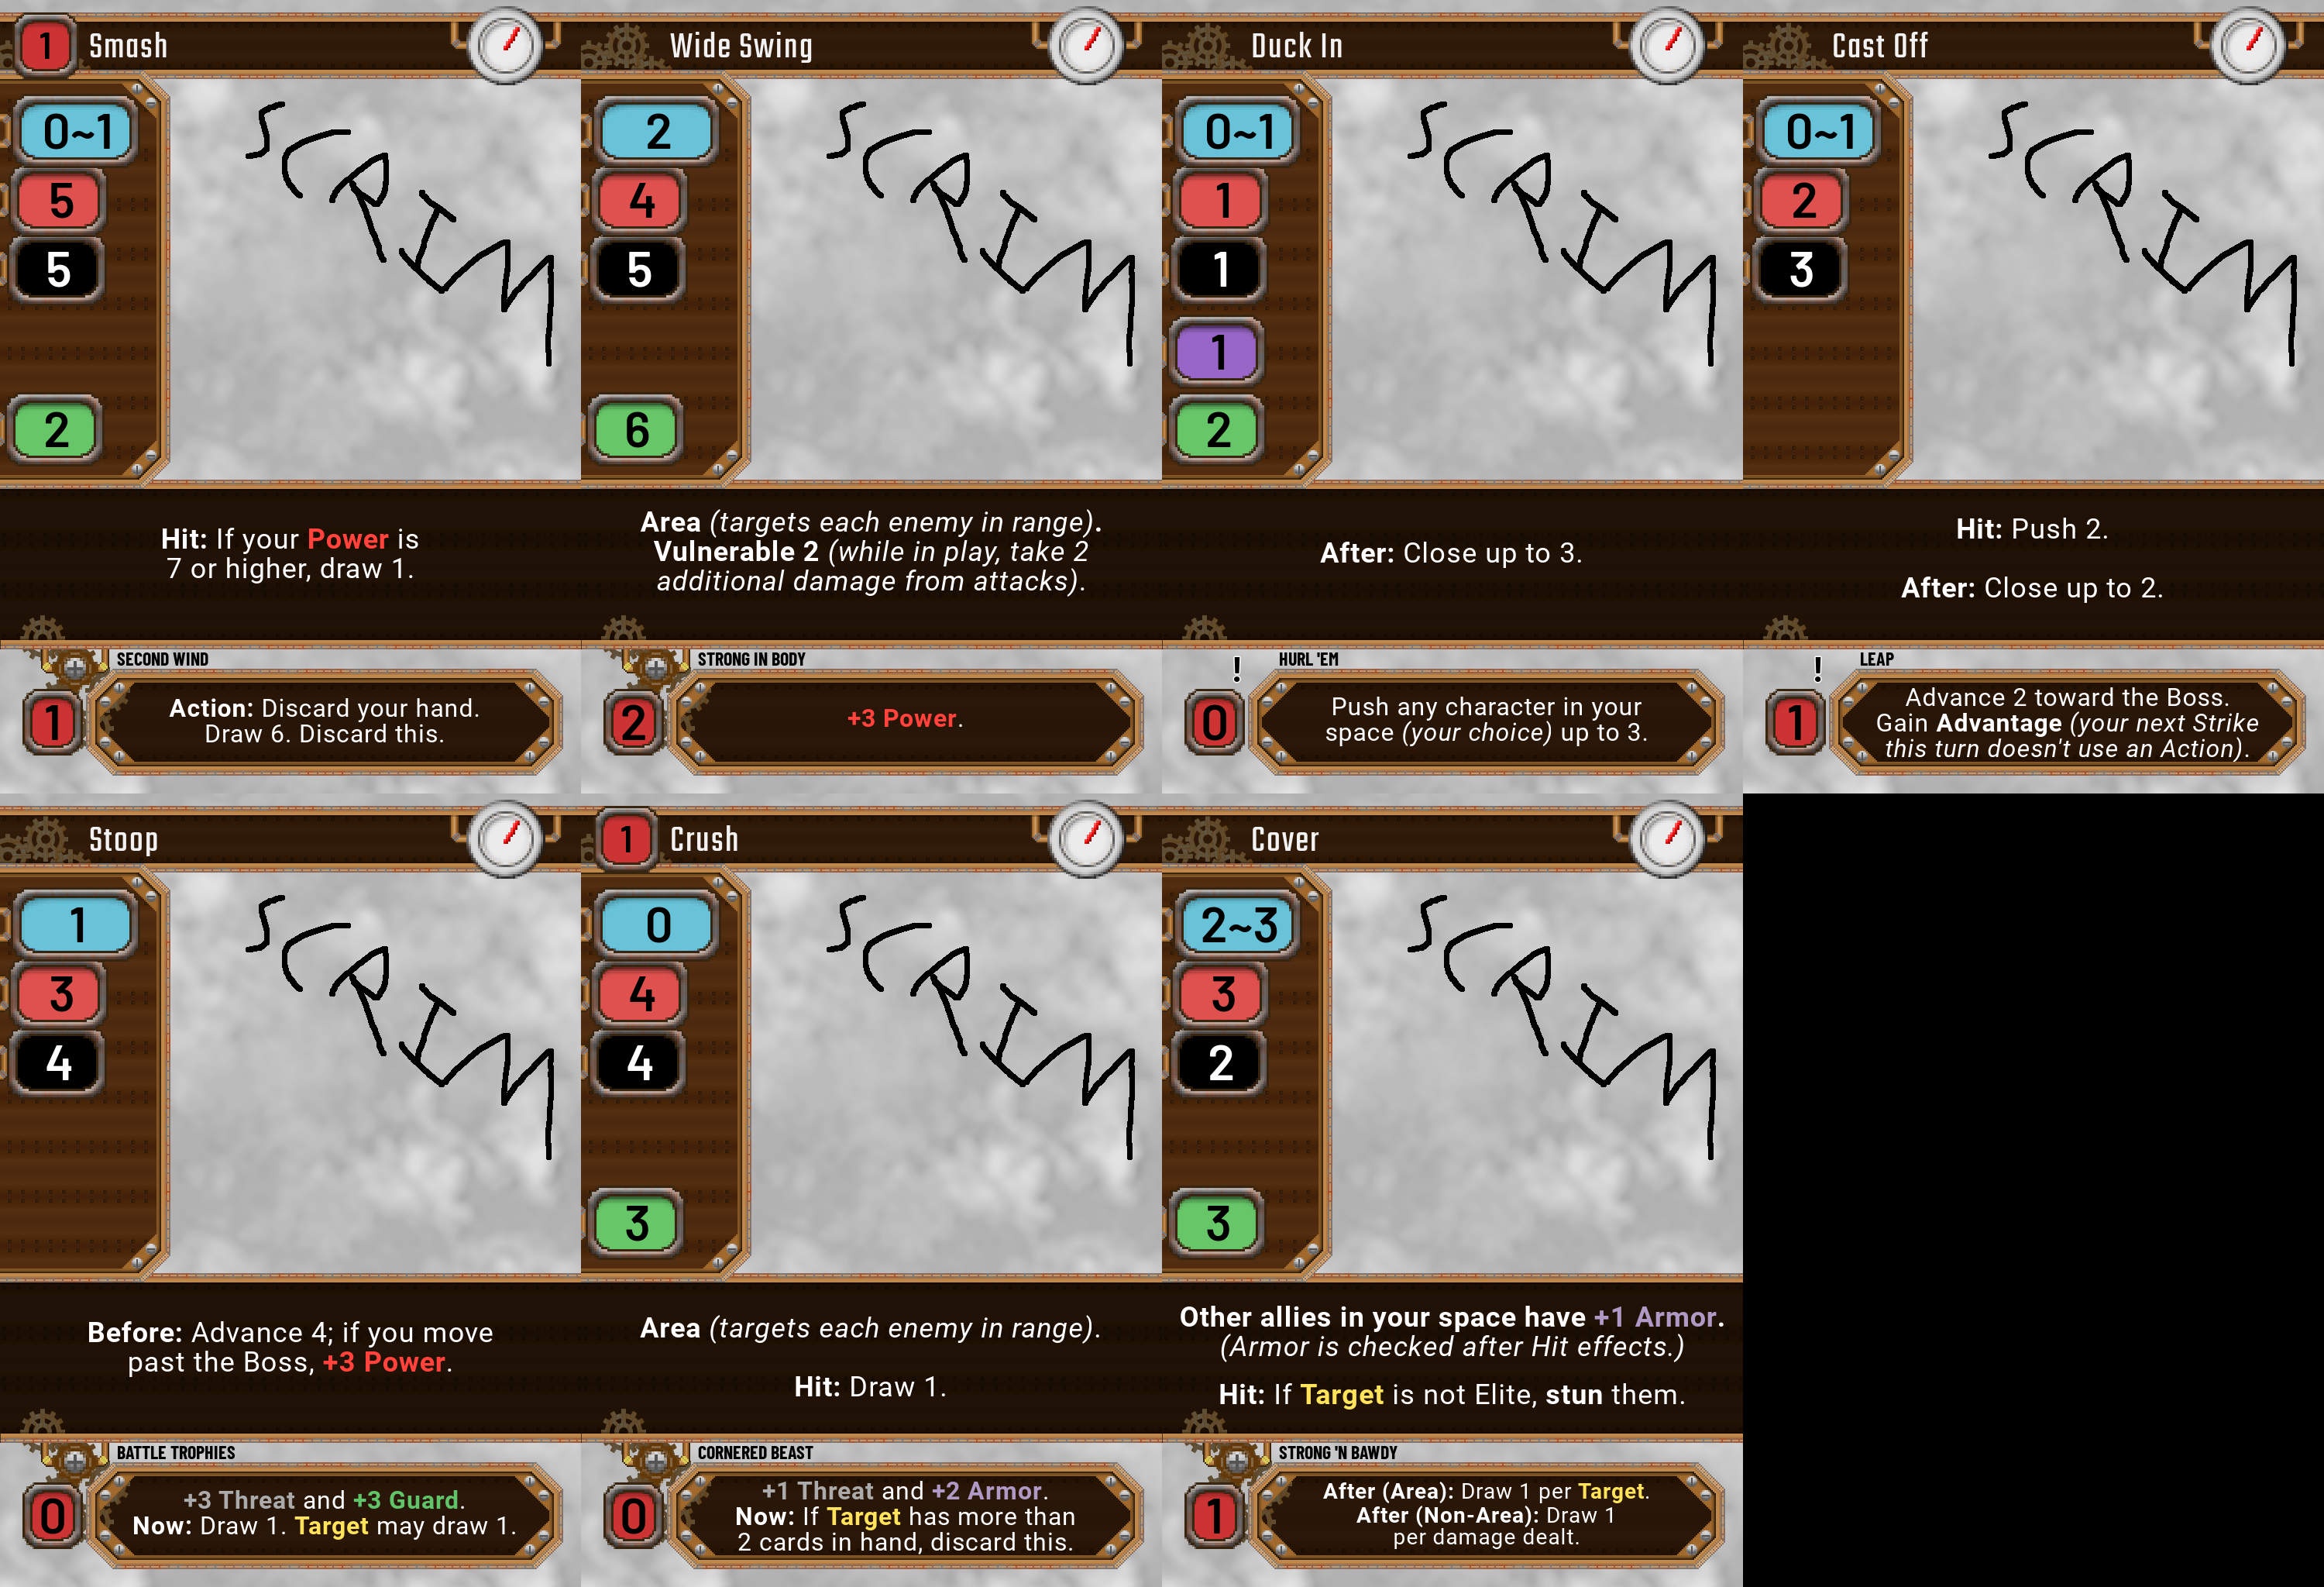 1 Smash
0~1
5
5
2
Hit: If your Power is
7 or higher, draw 1.
SECOND WIND
1
Action: Discard your hand.
Draw 6. Discard this.
Wide Swing
2
4
5
6
Area (targets each enemy in range).
Vulnerable 2 (while in play, take 2
additional damage from attacks).
STRONG IN BODY
2
+3 Power.
Duck In
0~1
1
1
1
2
After: Close up to 3.
! HURL 'EM
0
Push any character in your
space (your choice) up to 3.
Cast Off
0~1
2
3
Hit: Push 2.
After: Close up to 2.
! LEAP
1
Advance 2 toward the Boss.
Gain Advantage (your next Strike
this turn doesn't use an Action).
Stoop
1
3
4
Before: Advance 4; if you move
past the Boss, +3 Power.
BATTLE TROPHIES
0
+3 Threat and +3 Guard.
Now: Draw 1. Target may draw 1.
1 Crush
0
4
4
3
Area (targets each enemy in range).
Hit: Draw 1.
CORNERED BEAST
0
+1 Threat and +2 Armor.
Now: If Target has more than
2 cards in hand, discard this.
Cover
2~3
3
2
3
Other allies in your space have +1 Armor.
(Armor is checked after Hit effects.)
Hit: If Target is not Elite, stun them.
STRONG 'N BAWDY
1
After (Area): Draw 1 per Target.
After (Non-Area): Draw 1
per damage dealt.